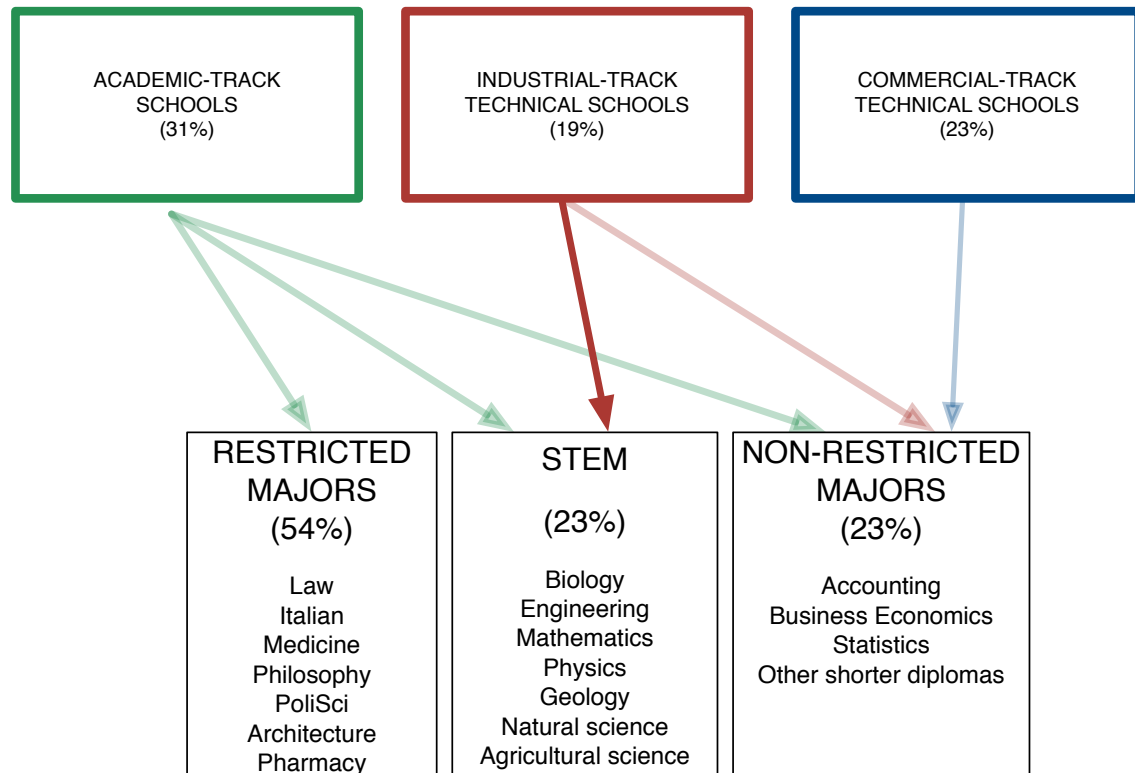 ACADEMIC-TRACK
SCHOOLS
(31%)
INDUSTRIAL-TRACK
TECHNICAL SCHOOLS
(19%)
COMMERCIAL-TRACK
TECHNICAL SCHOOLS
(23%)
RESTRICTED
MAJORS
(54%)
Law
Italian
Medicine
Philosophy
PoliSci
Architecture
Pharmacy
STEM
(23%)
Biology
Engineering
Mathematics
Physics
Geology
Natural science
Agricultural science
NON-RESTRICTED
MAJORS
(23%)
Accounting
Business Economics
Statistics
Other shorter diplomas